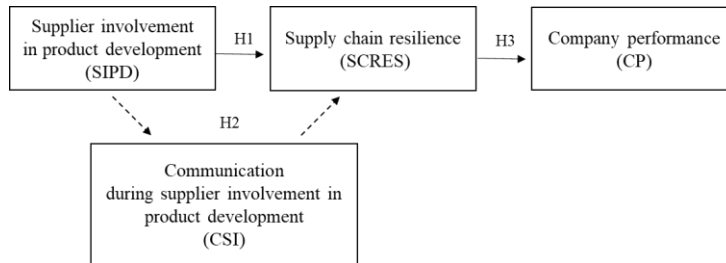 Supplier involvement
in product development
(SIPD)
H1
Supply chain resilience
(SCRES)
H3
Company performance
(CP)
H2
Communication
during supplier involvement in
product development
(CSI)